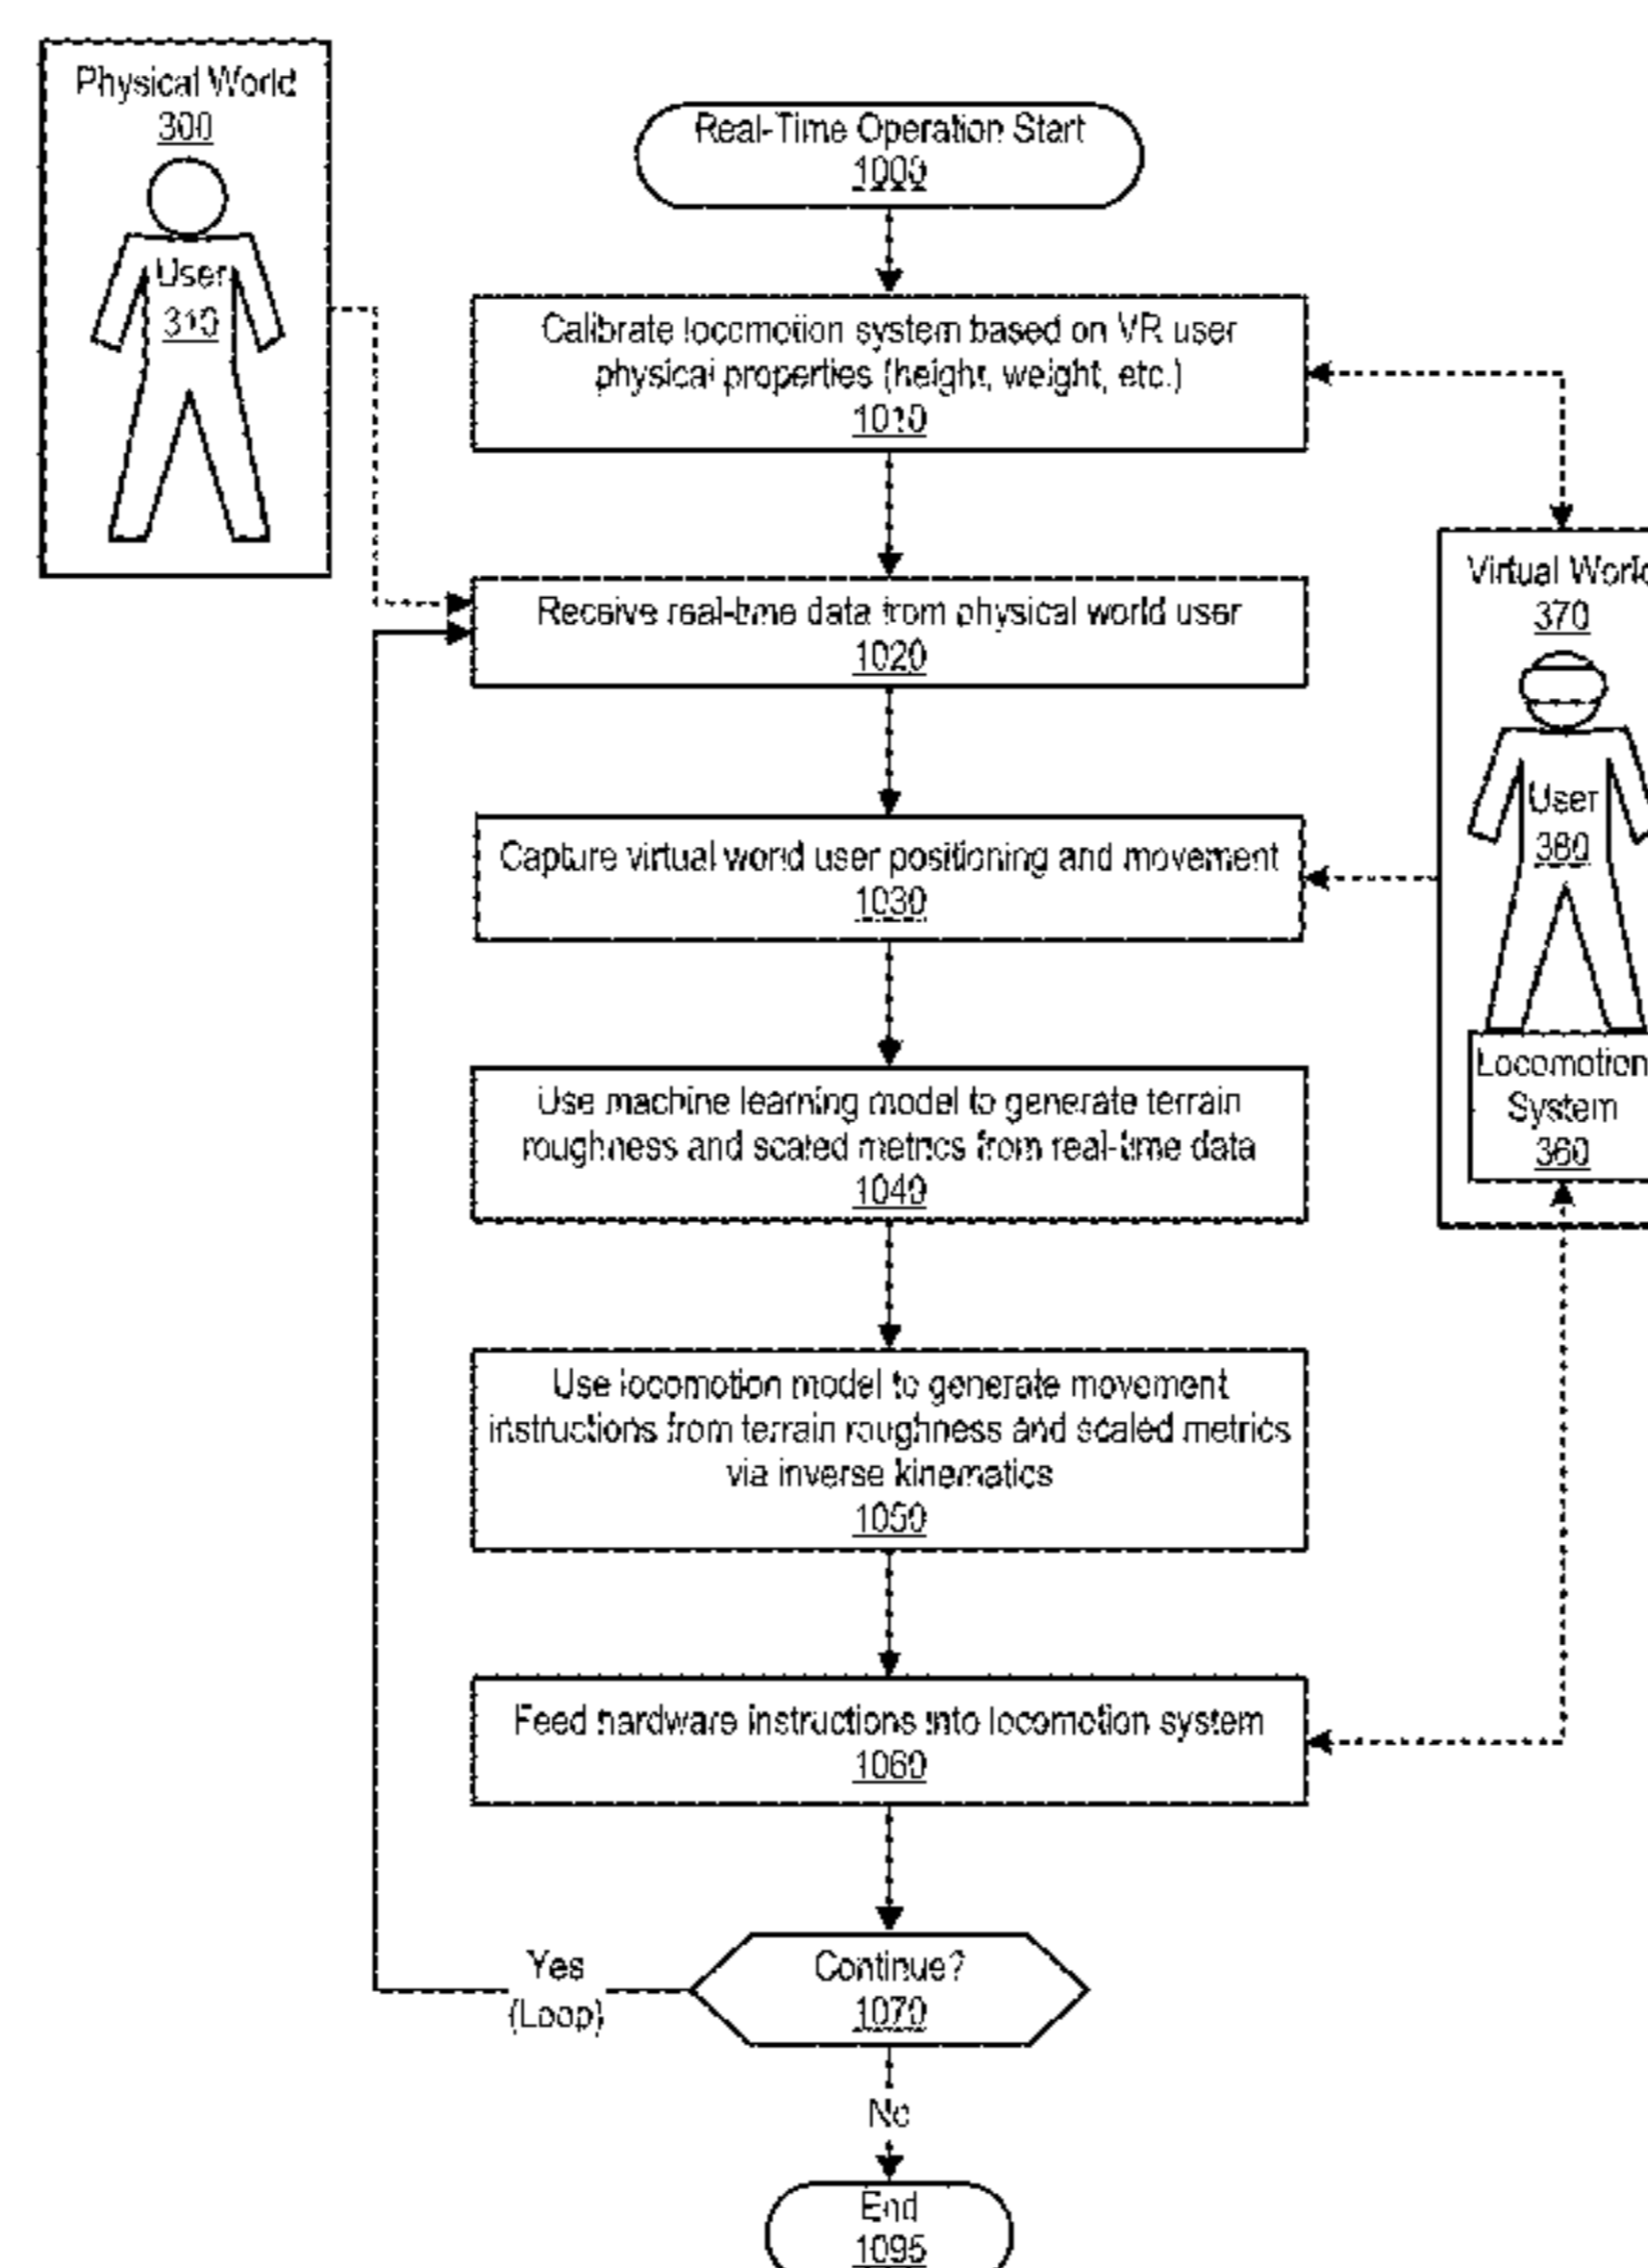 Physical World
300
User
310
Real-Time Operation Start
1000
Calibrate locomotion system based on VR user
physical properties (height, weight, etc.)
1010
Receive real-time data from physical world user
1020
Capture virtual world user positioning and movement
1030
Use machine learning model to generate terrain
roughness and scaled metrics from real-time data
1040
Use locomotion model to generate movement
instructions from terrain roughness and scaled metrics
via inverse kinematics
1050
Feed hardware instructions into locomotion system
1060
Continue?
1070
Yes
(Loop)
No
End
1095
Virtual World
370
User
380
Locomotion
System
360